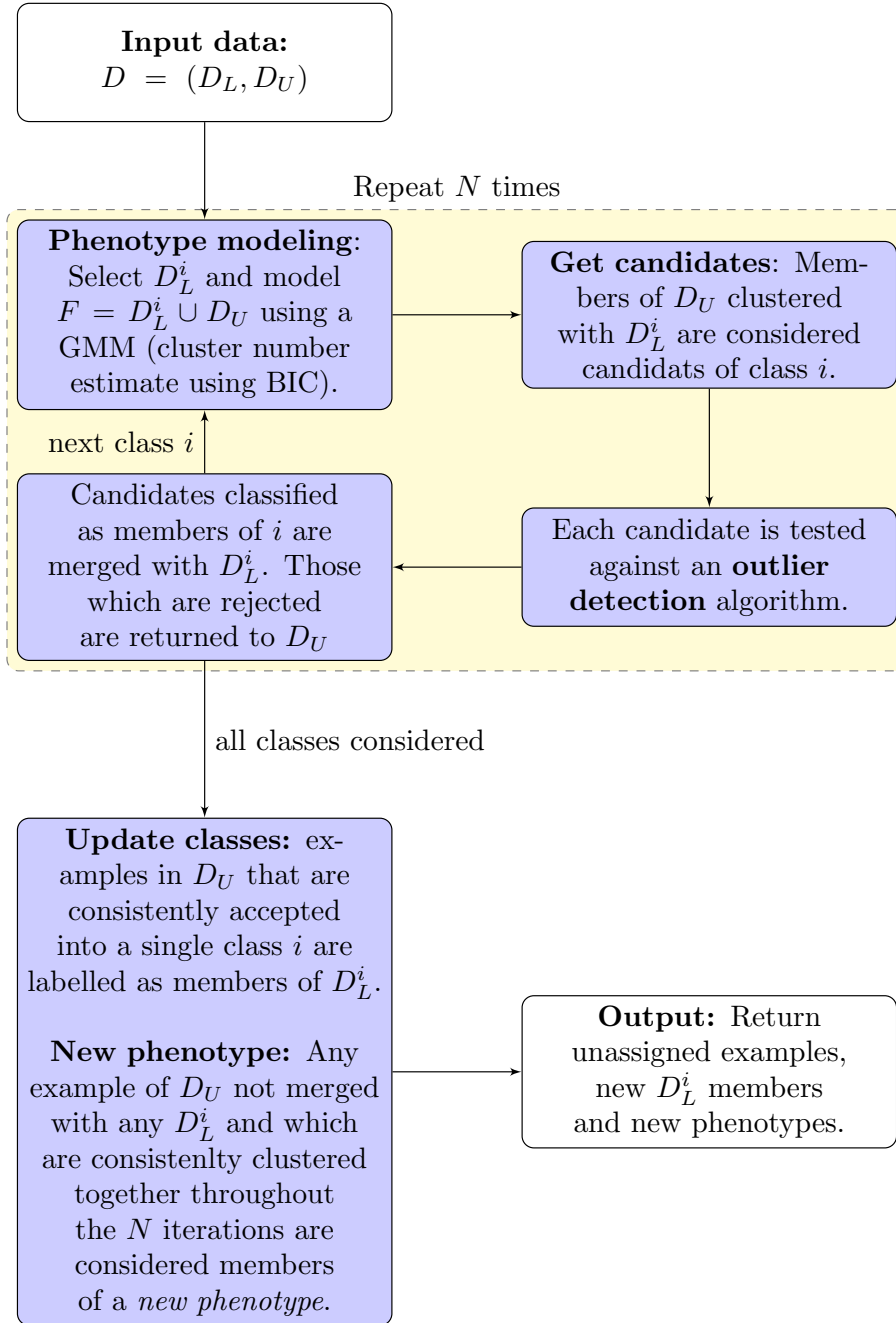 Input data:
D = (D_L, D_U)
Repeat N times
Phenotype modeling:
Select D_L^i and model
F = D_L^i ∪ D_U using a
GMM (cluster number
estimate using BIC).
Get candidates: Mem-
bers of D_U clustered
with D_L^i are considered
candidats of class i.
next class i
Candidates classified
as members of i are
merged with D_L^i. Those
which are rejected
are returned to D_U
Each candidate is tested
against an outlier
detection algorithm.
all classes considered
Update classes: ex-
amples in D_U that are
consistently accepted
into a single class i are
labelled as members of D_L^i.
New phenotype: Any
example of D_U not merged
with any D_L^i and which
are consistenlty clustered
together throughout
the N iterations are
considered members
of a new phenotype.
Output: Return
unassigned examples,
new D_L^i members
and new phenotypes.